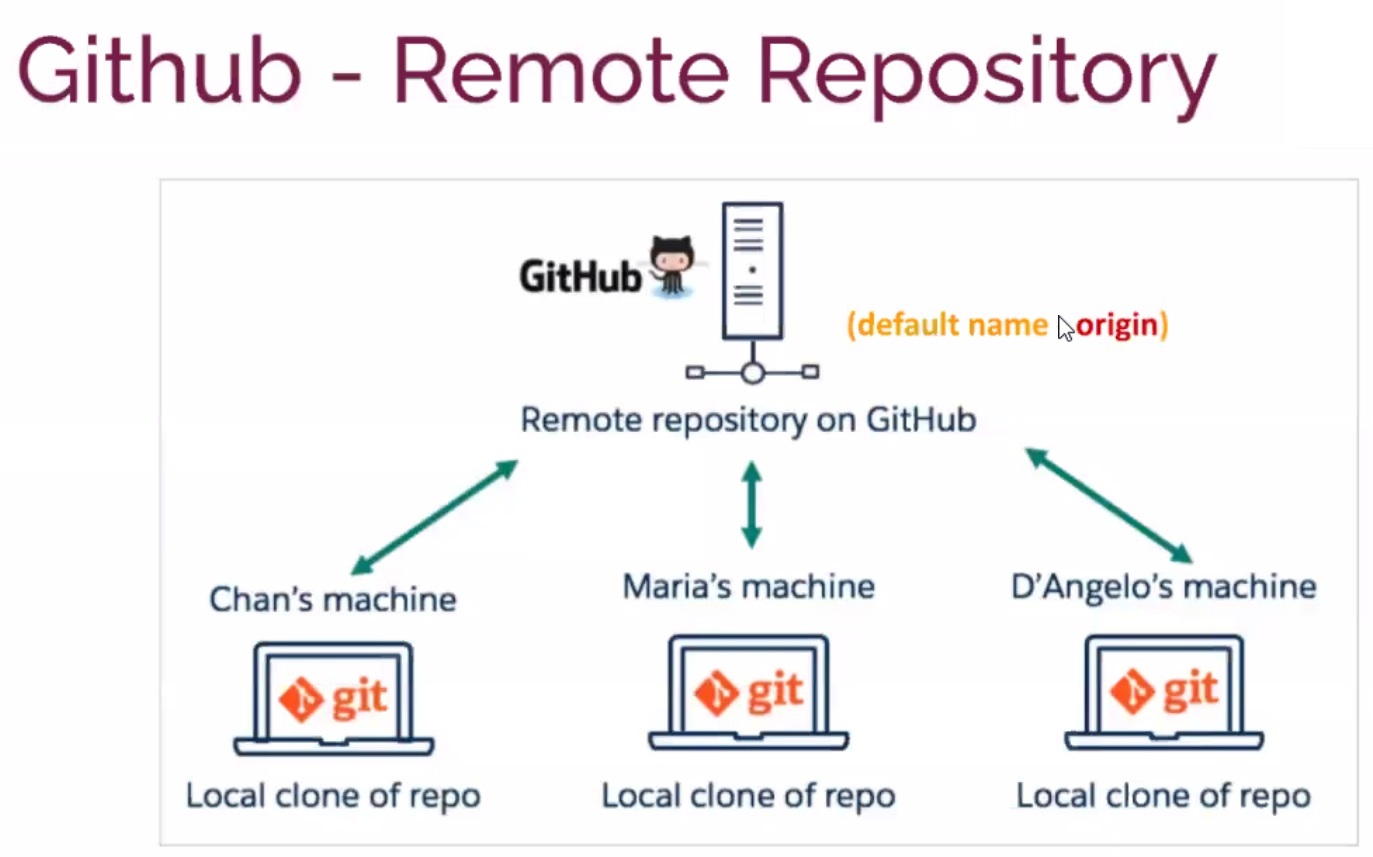 Github - Remote Repository
GitHub
(default name origin)
Remote repository on GitHub
Chan's machine
Maria's machine
D'Angelo's machine
git
git
git
Local clone of repo
Local clone of repo
Local clone of repo